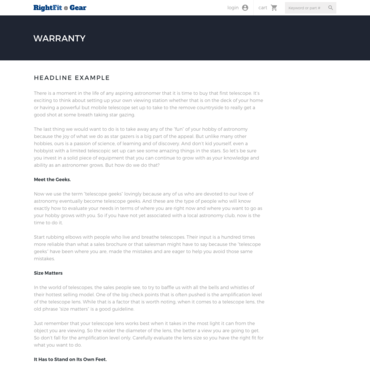 RightFit Gear
login
cart
keyword or part #
WARRANTY
HEADLINE EXAMPLE
There is a moment in the life of any aspiring astronomer that it is time to buy that first telescope. It's
exciting to think about setting up your own viewing station whether that is on the deck of your home
or having a powerful but mobile telescope set up to take to the remote countryside to really get a
good shot at some breath taking star gazing.
The last thing we would want to do is to take away any of the "fun" of your hobby of astronomy
because the joy of what we do as star gazers is a big part of the appeal. But unlike many other
hobbies, ours is a passion of science, of learning and of discovery. And don't kid yourself, even a
hobbyist with a limited telescopic set up can see some amazing things in the stars. So let's be sure
you invest in a solid piece of equipment that you can continue to grow with as your knowledge and
ability as an astronomer grows. But how do we do that?
Meet the Geeks.
Now we use the term "telescope geeks" lovingly because any of us who are devoted to our love of
astronomy eventually become telescope geeks. And these are the type of people who will know
exactly how to evaluate your needs in terms of where you are right now and where you want to go as
your hobby grows with you. So if you have not yet associated with a local astronomy club, now is the
time to do it.
Start rubbing elbows with people who live and breathe telescopes. Their input is a hundred times
more reliable than what a sales brochure or that salesman might have to say because the "telescope
geeks" have been where you are, made the mistakes and are eager to help you avoid those same
mistakes.
Size Matters
In the world of telescopes, the sales people are to try to baffle us with all the bells and whistles of
their hottest selling model. One of the big check points that is often pushed is the amplification level
of the telescope lens. While that is a factor that is worth noting, when it comes to a telescope lens, the
old phrase "size matters" is a good guideline.
Just remember that your telescope lens works best when it takes in the most light it can from the
object you are viewing. So the wider the diameter of the lens, the better a view you are going to get.
So don't fall for the amplification level only. Carefully evaluate the lens size so you have the right fit for
what you want to do.
It Has to Stand on Its Own Feet.